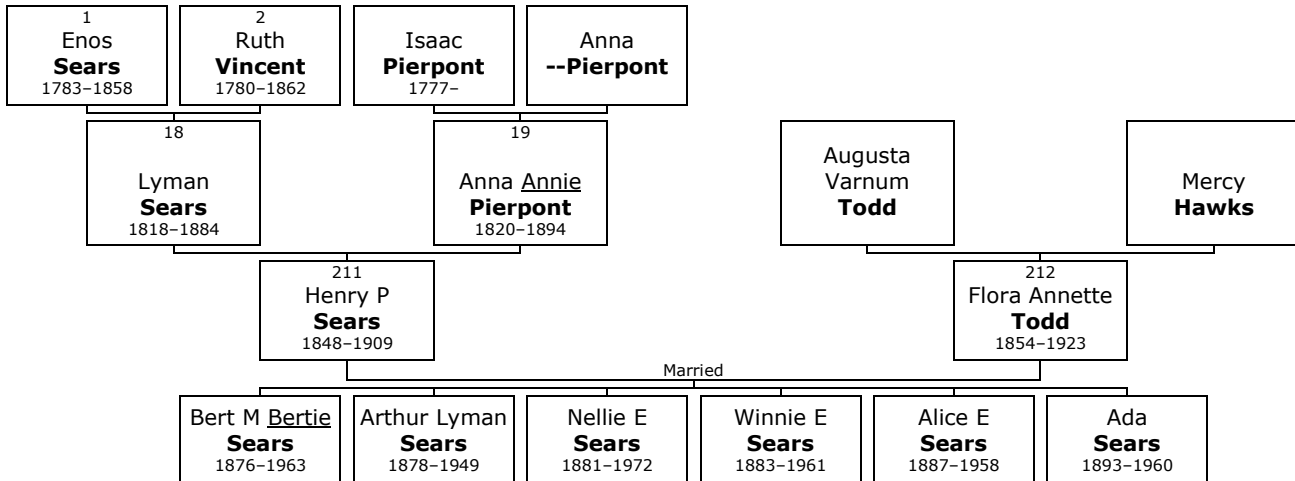 1
Enos
Sears
1783–1858
2
Ruth
Vincent
1780–1862
Isaac
Pierpont
1777–
Anna
--Pierpont
18
Lyman
Sears
1818–1884
19
Anna Annie
Pierpont
1820–1894
Augusta
Varnum
Todd
Mercy
Hawks
211
Henry P
Sears
1848–1909
212
Flora Annette
Todd
1854–1923
Married
Bert M Bertie
Sears
1876–1963
Arthur Lyman
Sears
1878–1949
Nellie E
Sears
1881–1972
Winnie E
Sears
1883–1961
Alice E
Sears
1887–1958
Ada
Sears
1893–1960